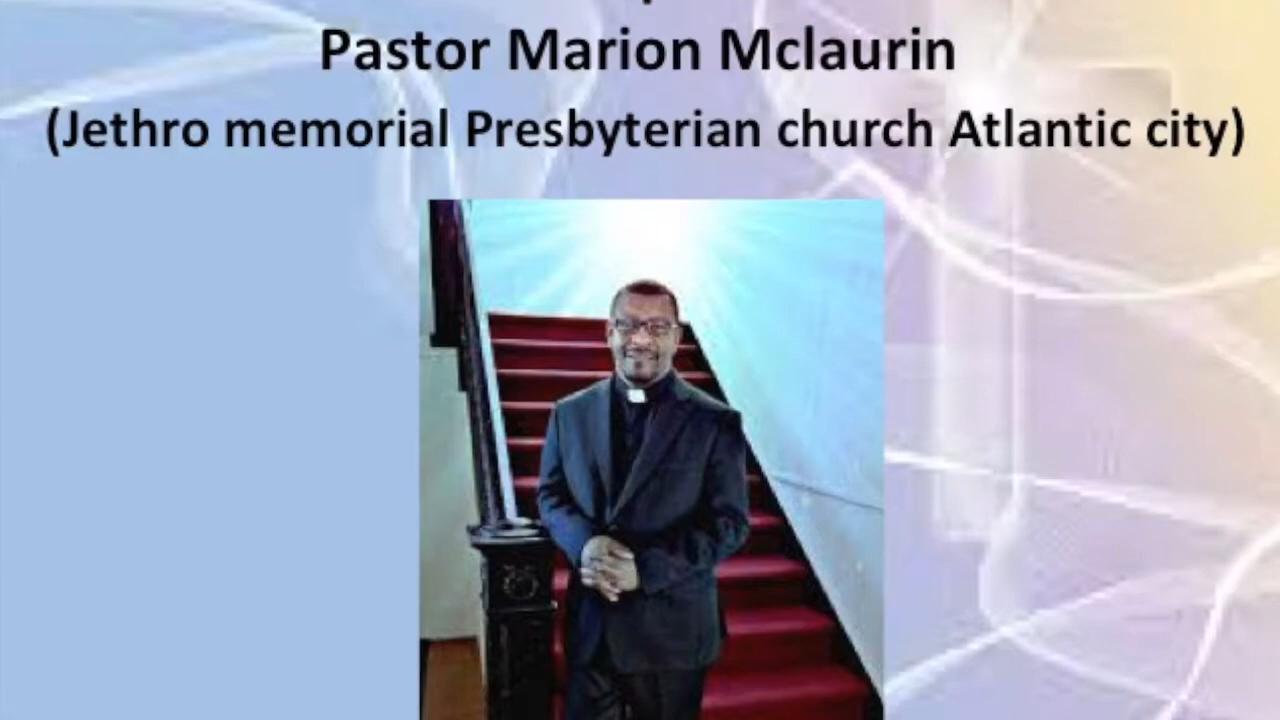 Pastor Marion Mclaurin
(Jethro memorial Presbyterian church Atlantic city)